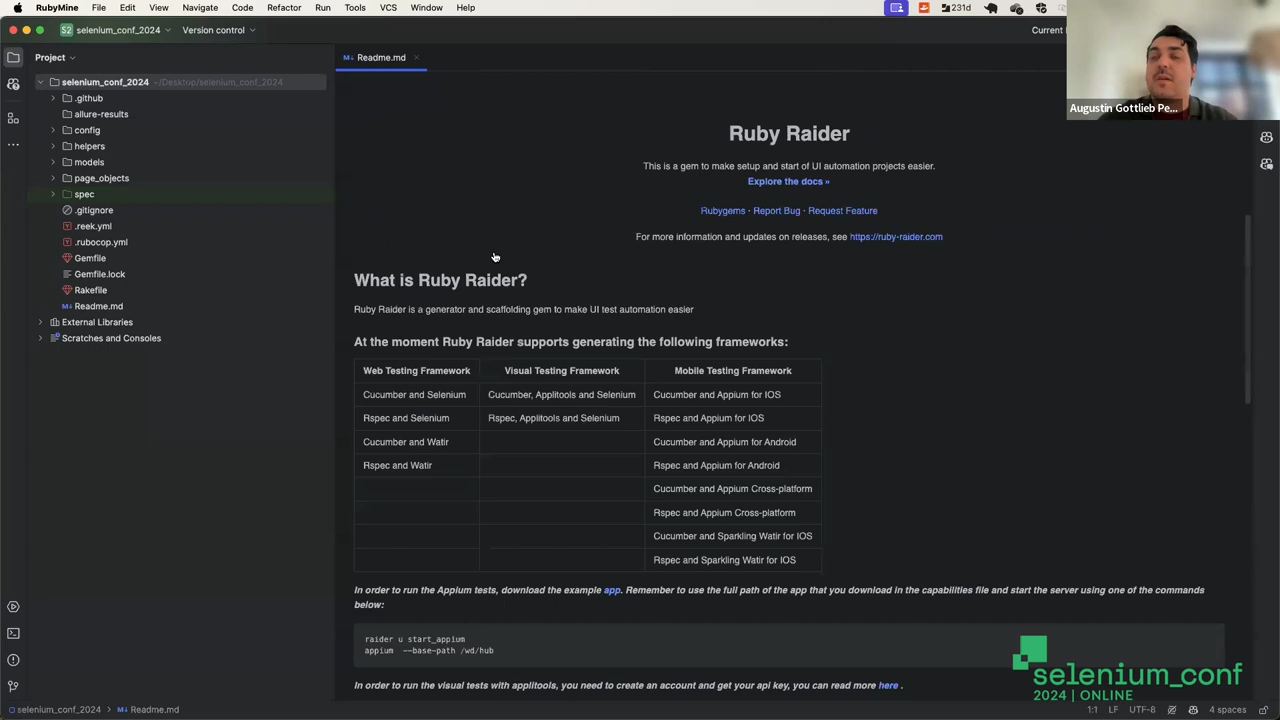 RubyMine File Edit View Navigate Code Refactor Run Tools VCS Window Help 231d
S2 selenium_conf_2024 Version control Current
Project
Readme.md
selenium_conf_2024 ~/Desktop/selenium_conf_2024
.github
allure-results
config
helpers
models
page_objects
spec
.gitignore
.reek.yml
.rubocop.yml
Gemfile
Gemfile.lock
Rakefile
Readme.md
External Libraries
Scratches and Consoles
Augustin Gottlieb Pe...
Ruby Raider
This is a gem to make setup and start of UI automation projects easier.
Explore the docs »
Rubygems · Report Bug · Request Feature
For more information and updates on releases, see https://ruby-raider.com
What is Ruby Raider?
Ruby Raider is a generator and scaffolding gem to make UI test automation easier
At the moment Ruby Raider supports generating the following frameworks:
Web Testing Framework Visual Testing Framework Mobile Testing Framework
Cucumber and Selenium Cucumber, Applitools and Selenium Cucumber and Appium for IOS
Rspec and Selenium Rspec, Applitools and Selenium Rspec and Appium for IOS
Cucumber and Watir Cucumber and Appium for Android
Rspec and Watir Rspec and Appium for Android
Cucumber and Appium Cross-platform
Rspec and Appium Cross-platform
Cucumber and Sparkling Watir for IOS
Rspec and Sparkling Watir for IOS
In order to run the Appium tests, download the example app. Remember to use the full path of the app that you download in the capabilities file and start the server using one of the commands
below:
raider u start_appium
appium --base-path /wd/hub
In order to run the visual tests with applitools, you need to create an account and get your api key, you can read more here .
selenium_conf
2024 | ONLINE
selenium_conf_2024 > Readme.md 1:1 LF UTF-8 4 spaces